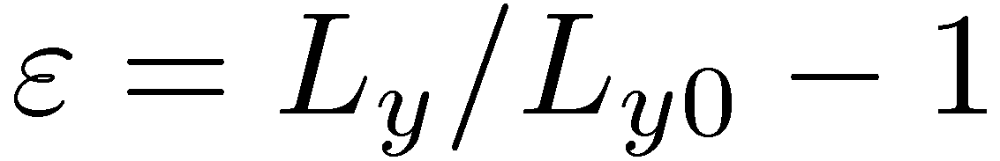 ε = L_y/L_{y0} − 1